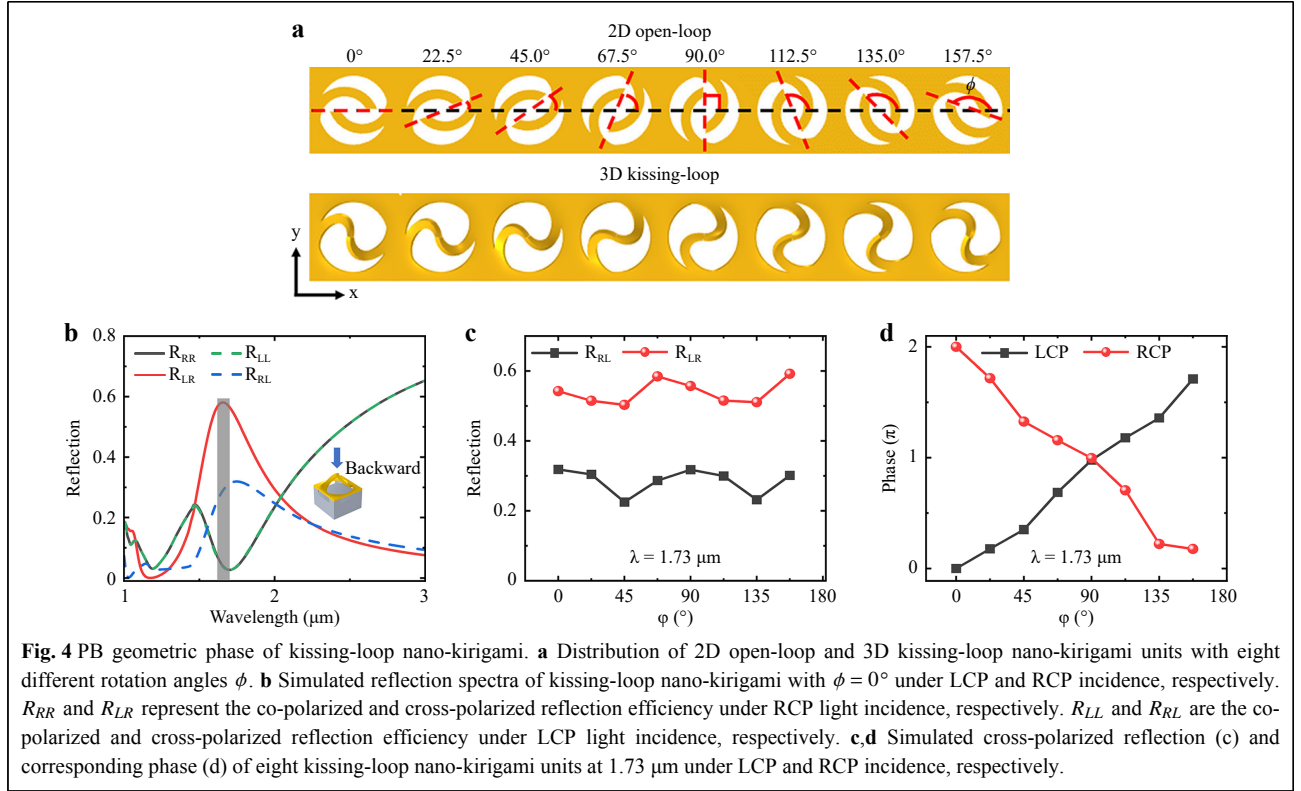 a
2D open-loop
0° 22.5° 45.0° 67.5° 90.0° 112.5° 135.0° 157.5°
ϕ
3D kissing-loop
y
x
b
0.8
0.6
0.4
0.2
0
Reflection
R_RR R_LL
R_LR R_RL
Backward
1 2 3
Wavelength (μm)
c
0.6
0.3
0
Reflection
R_RL R_LR
λ = 1.73 μm
0 45 90 135 180
φ (°)
d
2
1
0
Phase (π)
LCP RCP
λ = 1.73 μm
0 45 90 135 180
φ (°)
Fig. 4 PB geometric phase of kissing-loop nano-kirigami. a Distribution of 2D open-loop and 3D kissing-loop nano-kirigami units with eight
different rotation angles ϕ. b Simulated reflection spectra of kissing-loop nano-kirigami with ϕ = 0° under LCP and RCP incidence, respectively.
R_RR and R_LR represent the co-polarized and cross-polarized reflection efficiency under RCP light incidence, respectively. R_LL and R_RL are the co-
polarized and cross-polarized reflection efficiency under LCP light incidence, respectively. c,d Simulated cross-polarized reflection (c) and
corresponding phase (d) of eight kissing-loop nano-kirigami units at 1.73 μm under LCP and RCP incidence, respectively.